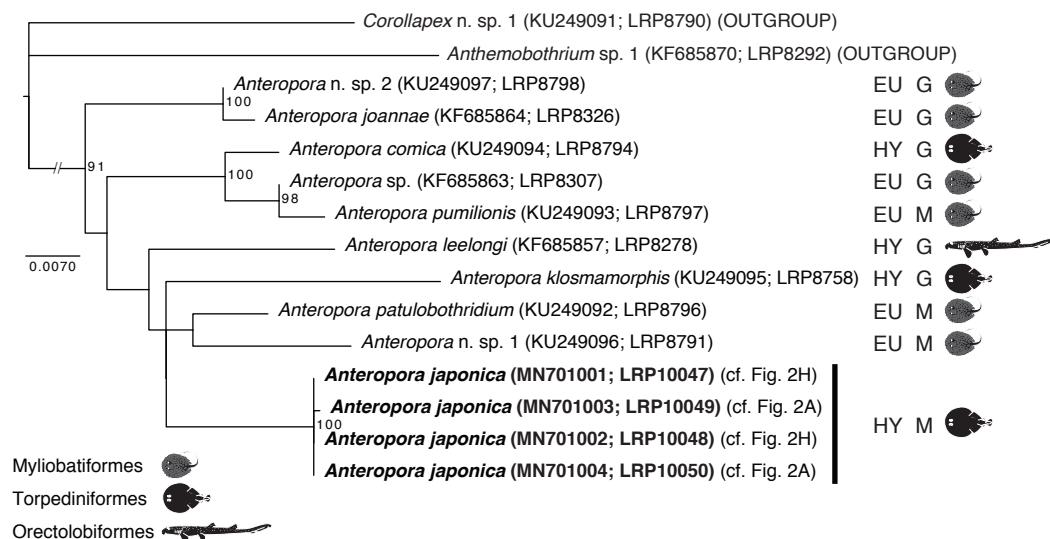 Corollapex n. sp. 1 (KU249091; LRP8790) (OUTGROUP)
Anthemobothrium sp. 1 (KF685870; LRP8292) (OUTGROUP)
Anteropora n. sp. 2 (KU249097; LRP8798) EU G
100
Anteropora joannae (KF685864; LRP8326) EU G
Anteropora comica (KU249094; LRP8794) HY G
91
100
Anteropora sp. (KF685863; LRP8307) EU G
98
Anteropora pumilionis (KU249093; LRP8797) EU M
Anteropora leelongi (KF685857; LRP8278) HY G
0.0070
Anteropora klosmamorphis (KU249095; LRP8758) HY G
Anteropora patulobothridium (KU249092; LRP8796) EU M
Anteropora n. sp. 1 (KU249096; LRP8791) EU M
Anteropora japonica (MN701001; LRP10047) (cf. Fig. 2H)
Anteropora japonica (MN701003; LRP10049) (cf. Fig. 2A)
100
HY M
Anteropora japonica (MN701002; LRP10048) (cf. Fig. 2H)
Anteropora japonica (MN701004; LRP10050) (cf. Fig. 2A)
Myliobatiformes
Torpediniformes
Orectolobiformes